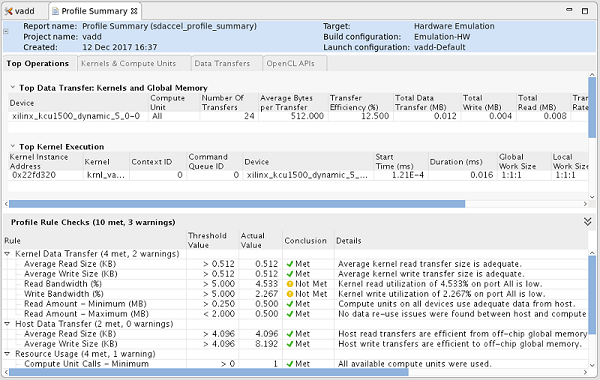 vadd Profile Summary
Report name: Profile Summary (sdaccel_profile_summary) Target: Hardware Emulation
Project name: vadd Build configuration: Emulation-HW
Created: 12 Dec 2017 16:37 Launch configuration: vadd-Default
Top Operations Kernels & Compute Units Data Transfers OpenCL APIs
Top Data Transfer: Kernels and Global Memory
Device Compute Unit Number Of Transfers Average Bytes per Transfer Transfer Efficiency (%) Total Data Transfer (MB) Total Write (MB) Total Read (MB) Tran Rate
xilinx_kcu1500_dynamic_5_0-0 All 24 512.000 12.500 0.012 0.004 0.008
Top Kernel Execution
Kernel Instance Address Kernel Context ID Command Queue ID Device Start Time (ms) Duration (ms) Global Work Size Local Work Size
0x22fd320 krnl_va... 0 0 xilinx_kcu1500_dynamic_5_... 1.21E-4 0.016 1:1:1 1:1:1
Profile Rule Checks (10 met, 3 warnings)
Rule Threshold Value Actual Value Conclusion Details
Kernel Data Transfer (4 met, 2 warnings)
Average Read Size (KB) > 0.512 0.512 Met Average kernel read transfer size is adequate.
Average Write Size (KB) > 0.512 0.512 Met Average kernel write transfer size is adequate.
Read Bandwidth (%) > 5.000 4.533 Not Met Kernel read utilization of 4.533% on port All is low.
Write Bandwidth (%) > 5.000 2.267 Not Met Kernel write utilization of 2.267% on port All is low.
Read Amount - Minimum (MB) > 0.250 0.500 Met Compute units on all devices use adequate data from host.
Read Amount - Maximum (MB) < 2.000 0.500 Met No data re-use issues were found between host and compute
Host Data Transfer (2 met, 0 warnings)
Average Read Size (KB) > 4.096 4.096 Met Host read transfers are efficient from off-chip global memory
Average Write Size (KB) > 4.096 8.192 Met Host write transfers are efficient to off-chip global memory.
Resource Usage (4 met, 1 warning)
Compute Unit Calls - Minimum > 0 1 Met All available compute units were used.